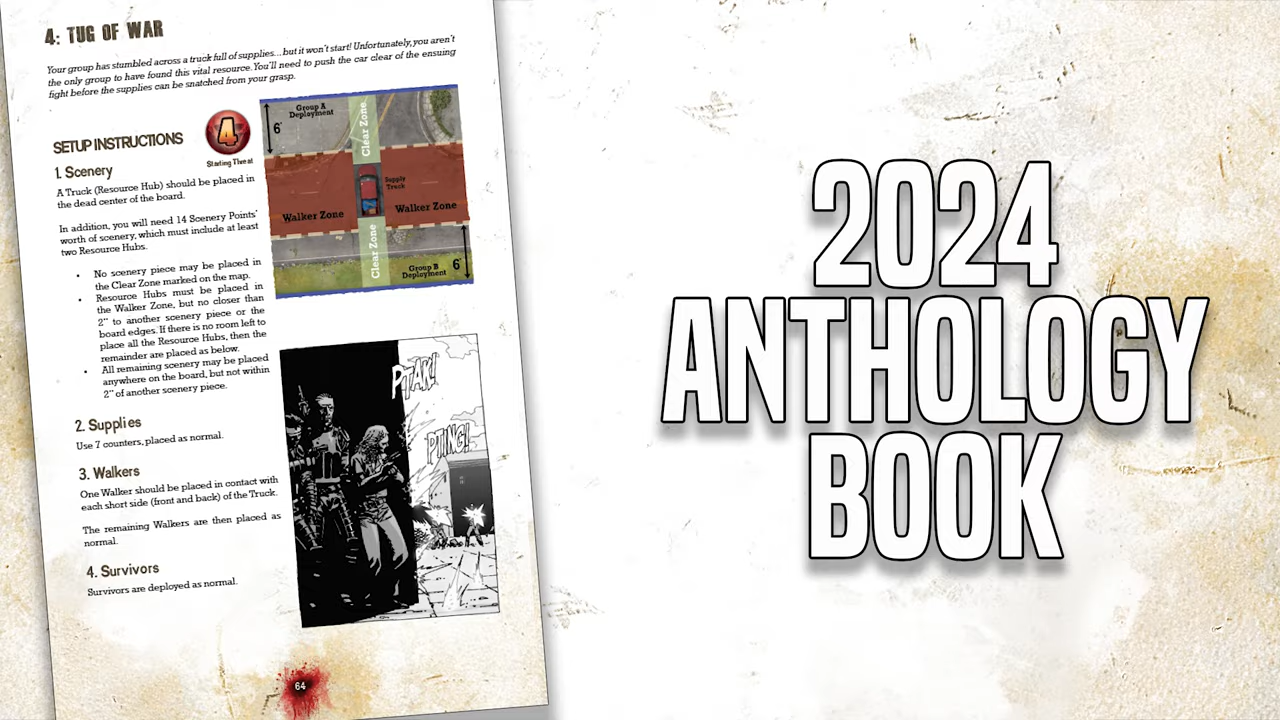 4: TUG OF WAR
Your group has stumbled across a truck full of supplies... but it won't start! Unfortunately, you aren't
the only group to have found this vital resource. You'll need to push the car clear of the ensuing
fight before the supplies can be snatched from your grasp.
SETUP INSTRUCTIONS
4
Starting Threat
1. Scenery
A Truck (Resource Hub) should be placed in
the dead center of the board.
In addition, you will need 14 Scenery Points'
worth of scenery, which must include at least
two Resource Hubs.
• No scenery piece may be placed in
the Clear Zone marked on the map.
• Resource Hubs must be placed in
the Walker Zone, but no closer than
2" to another scenery piece or the
board edges. If there is no room left to
place all the Resource Hubs, then the
remainder are placed as below.
• All remaining scenery may be placed
anywhere on the board, but not within
2" of another scenery piece.
2. Supplies
Use 7 counters, placed as normal.
3. Walkers
One Walker should be placed in contact with
each short side (front and back) of the Truck.
The remaining Walkers are then placed as
normal.
4. Survivors
Survivors are deployed as normal.
Group A
Deployment
6"
Clear Zone
Supply
Truck
Walker Zone
Walker Zone
Clear Zone
Group B
Deployment
6"
PTAK!
PTING!
64
2024
ANTHOLOGY
BOOK